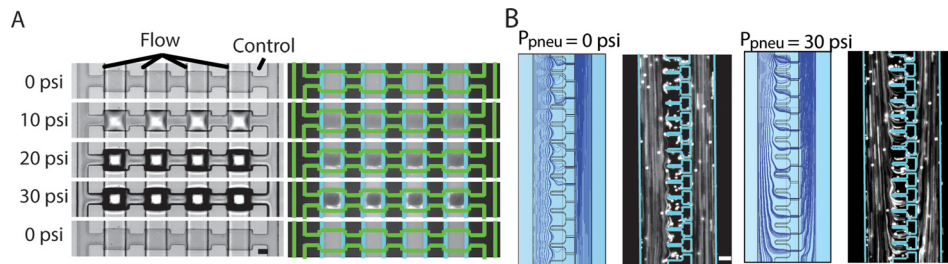 A
Flow
Control
0 psi
10 psi
20 psi
30 psi
0 psi
B
Ppneu = 0 psi
Ppneu = 30 psi